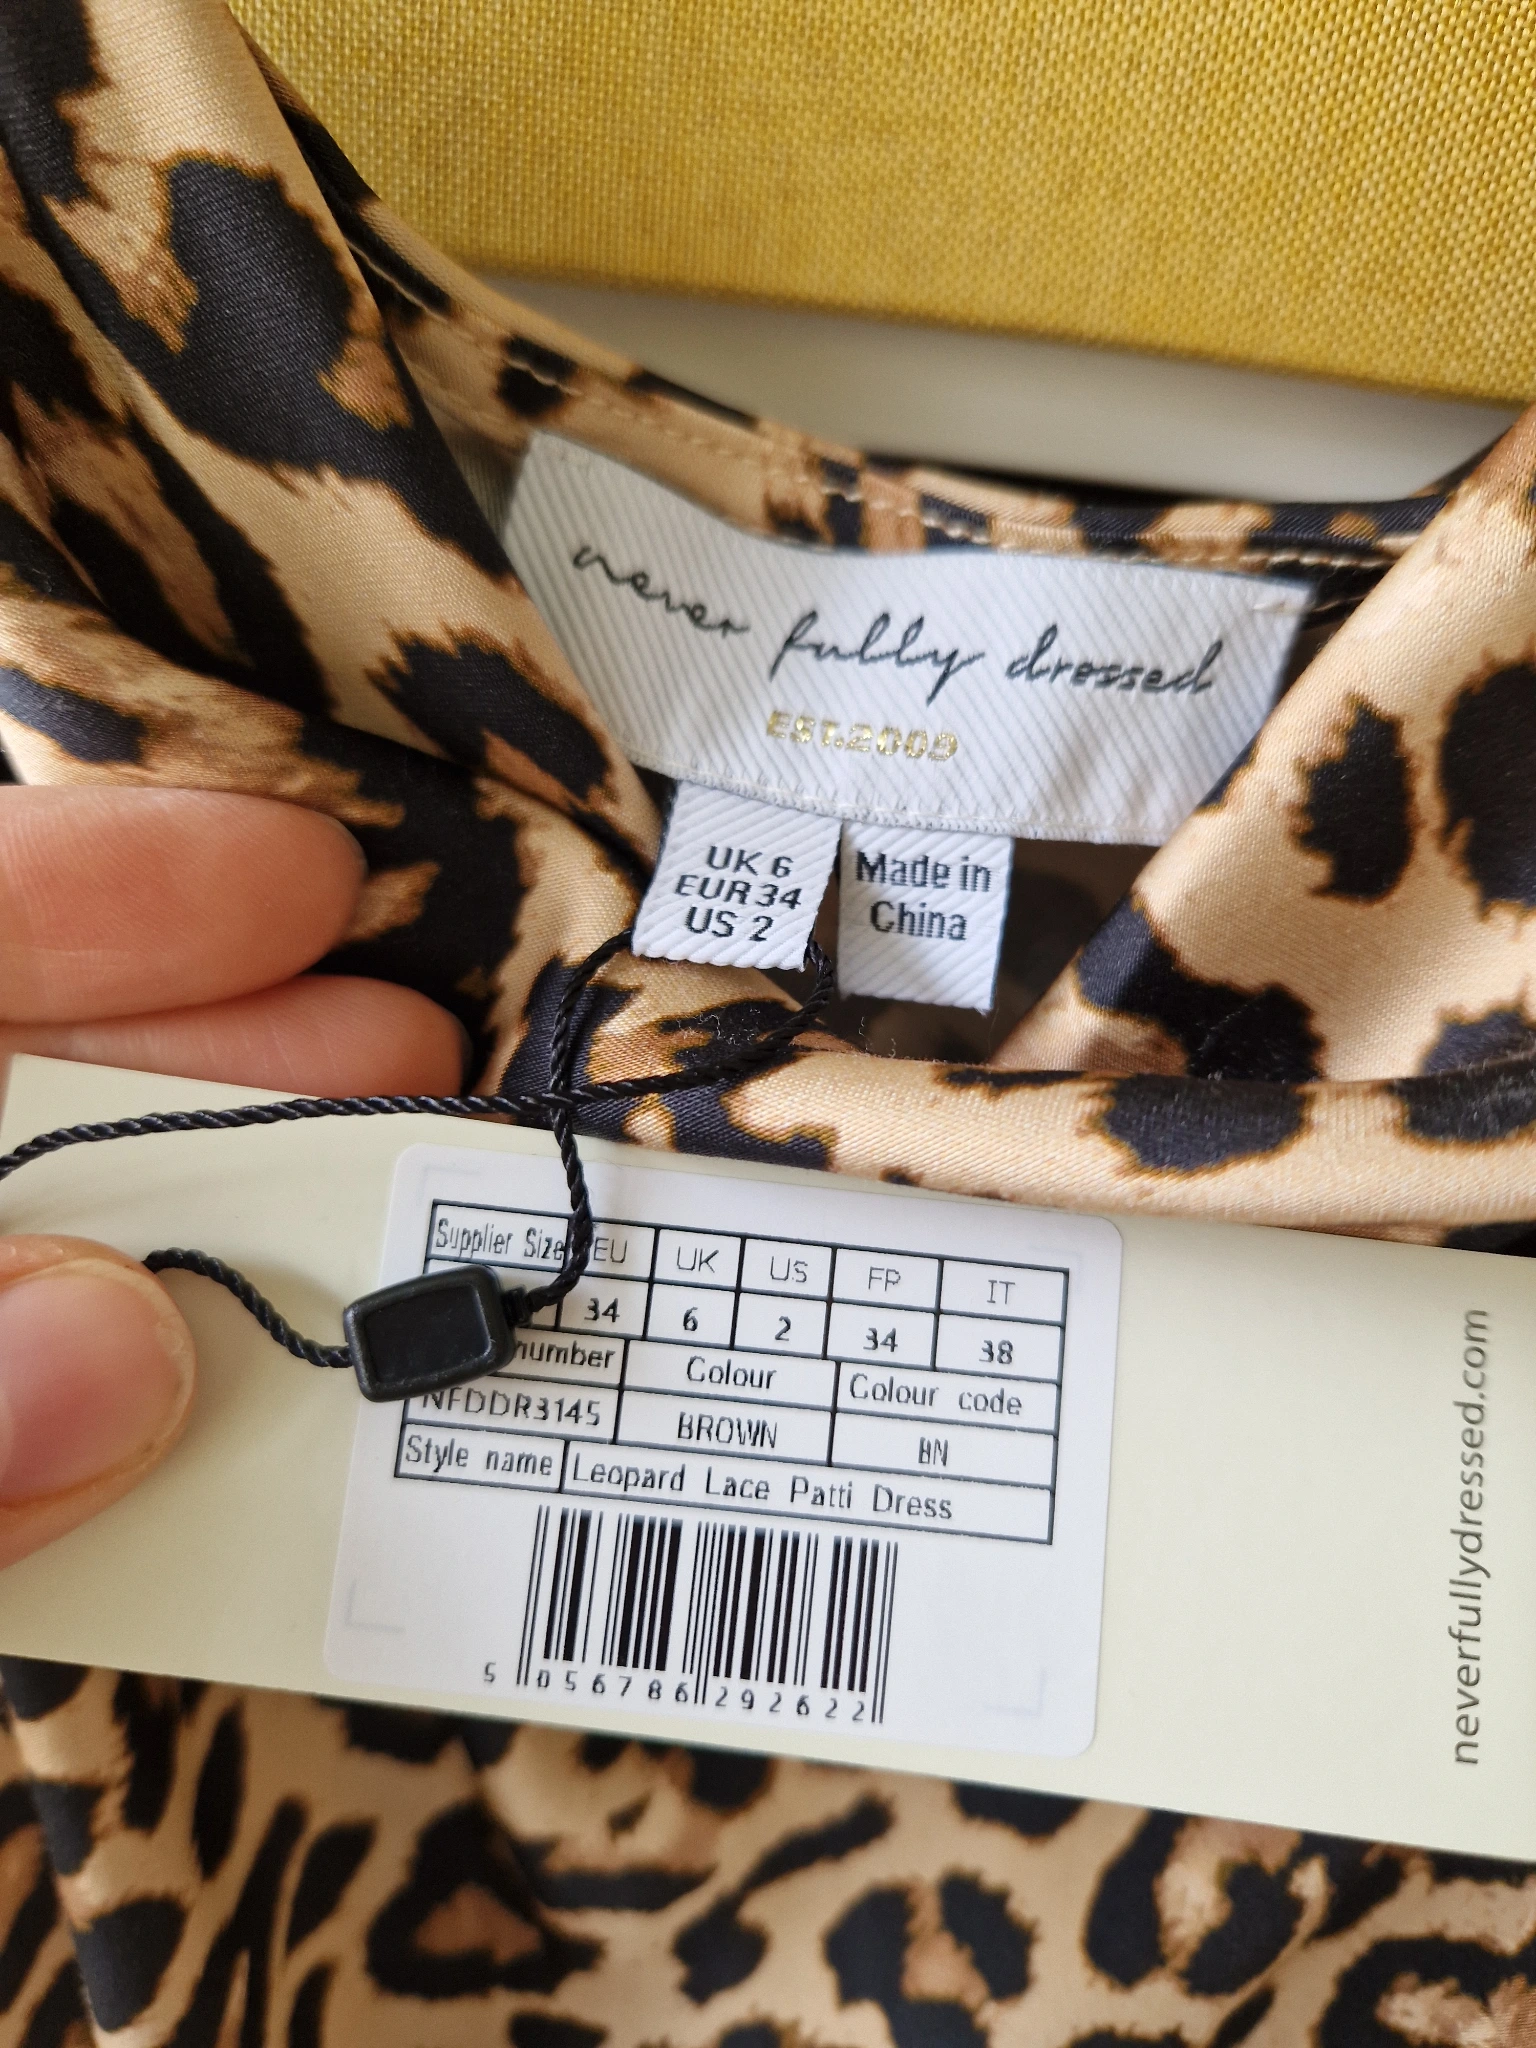 never fully dressed
EST.2009
UK 6
EUR 34
US 2
Made in
China
Supplier Size EU UK US FP IT
34 6 2 34 38
number Colour Colour code
NFDDR3145 BROWN BN
Style name Leopard Lace Patti Dress
5 056786 292622
neverfullydressed.com